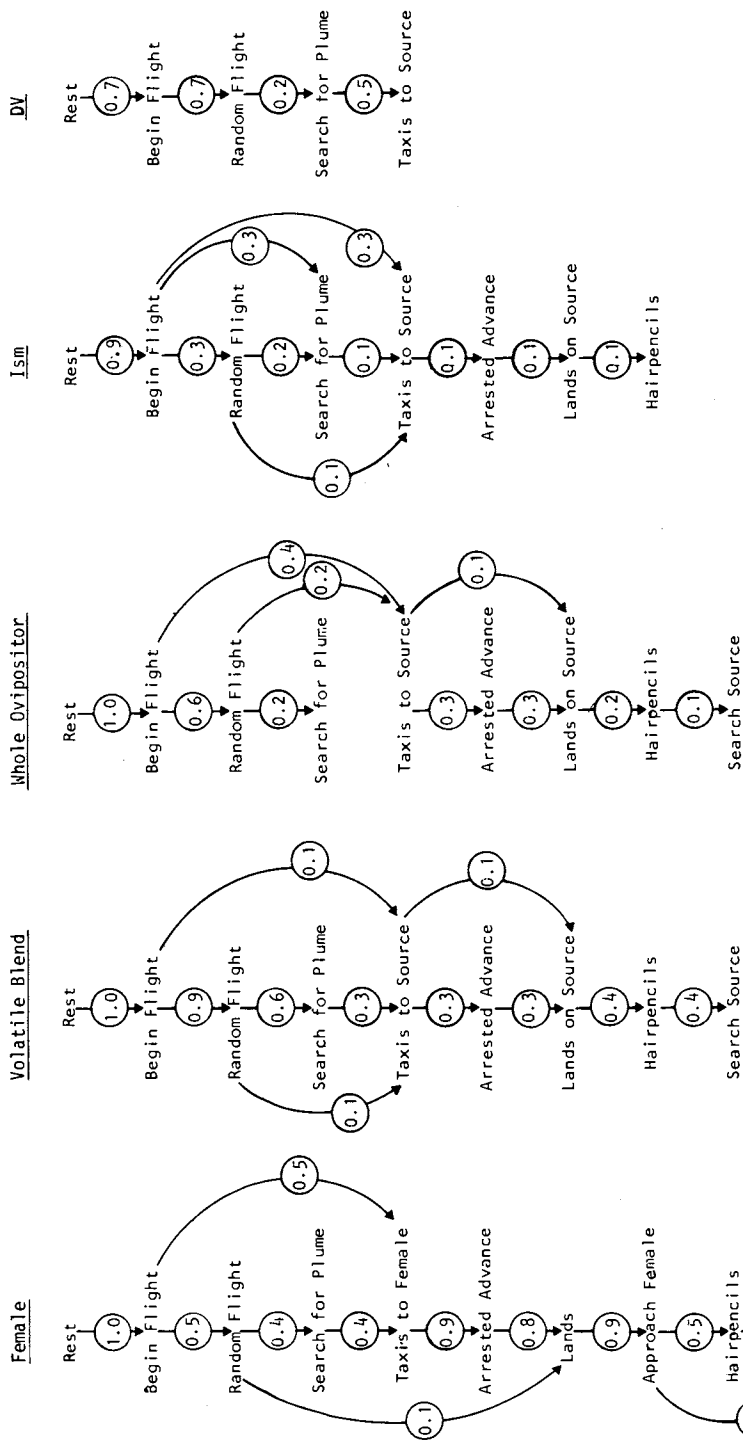 Female
Rest
1.0
Begin Flight
0.5
0.5
Random Flight
0.4
Search for Plume
0.4
Taxis to Female
0.9
Arrested Advance
0.8
0.1
Lands
0.9
Approach Female
0.5
Hairpencils
Volatile Blend
Rest
1.0
Begin Flight
0.9
0.1
Random Flight
0.6
Search for Plume
0.3
0.1
Taxis to Source
0.3
0.1
Arrested Advance
0.3
Lands on Source
0.4
Hairpencils
0.4
Search Source
Whole Ovipositor
Rest
1.0
Begin Flight
0.6
0.4
Random Flight
0.2
0.2
Search for Plume
Taxis to Source
0.3
0.1
Arrested Advance
0.3
Lands on Source
0.2
Hairpencils
0.1
Search Source
Ism
Rest
0.9
Begin Flight
0.3
0.3
Random Flight
0.2
Search for Plume
0.1
0.3
0.1
Taxis to Source
0.1
Arrested Advance
0.1
Lands on Source
0.1
Hairpencils
DV
Rest
0.7
Begin Flight
0.7
Random Flight
0.2
Search for Plume
0.5
Taxis to Source